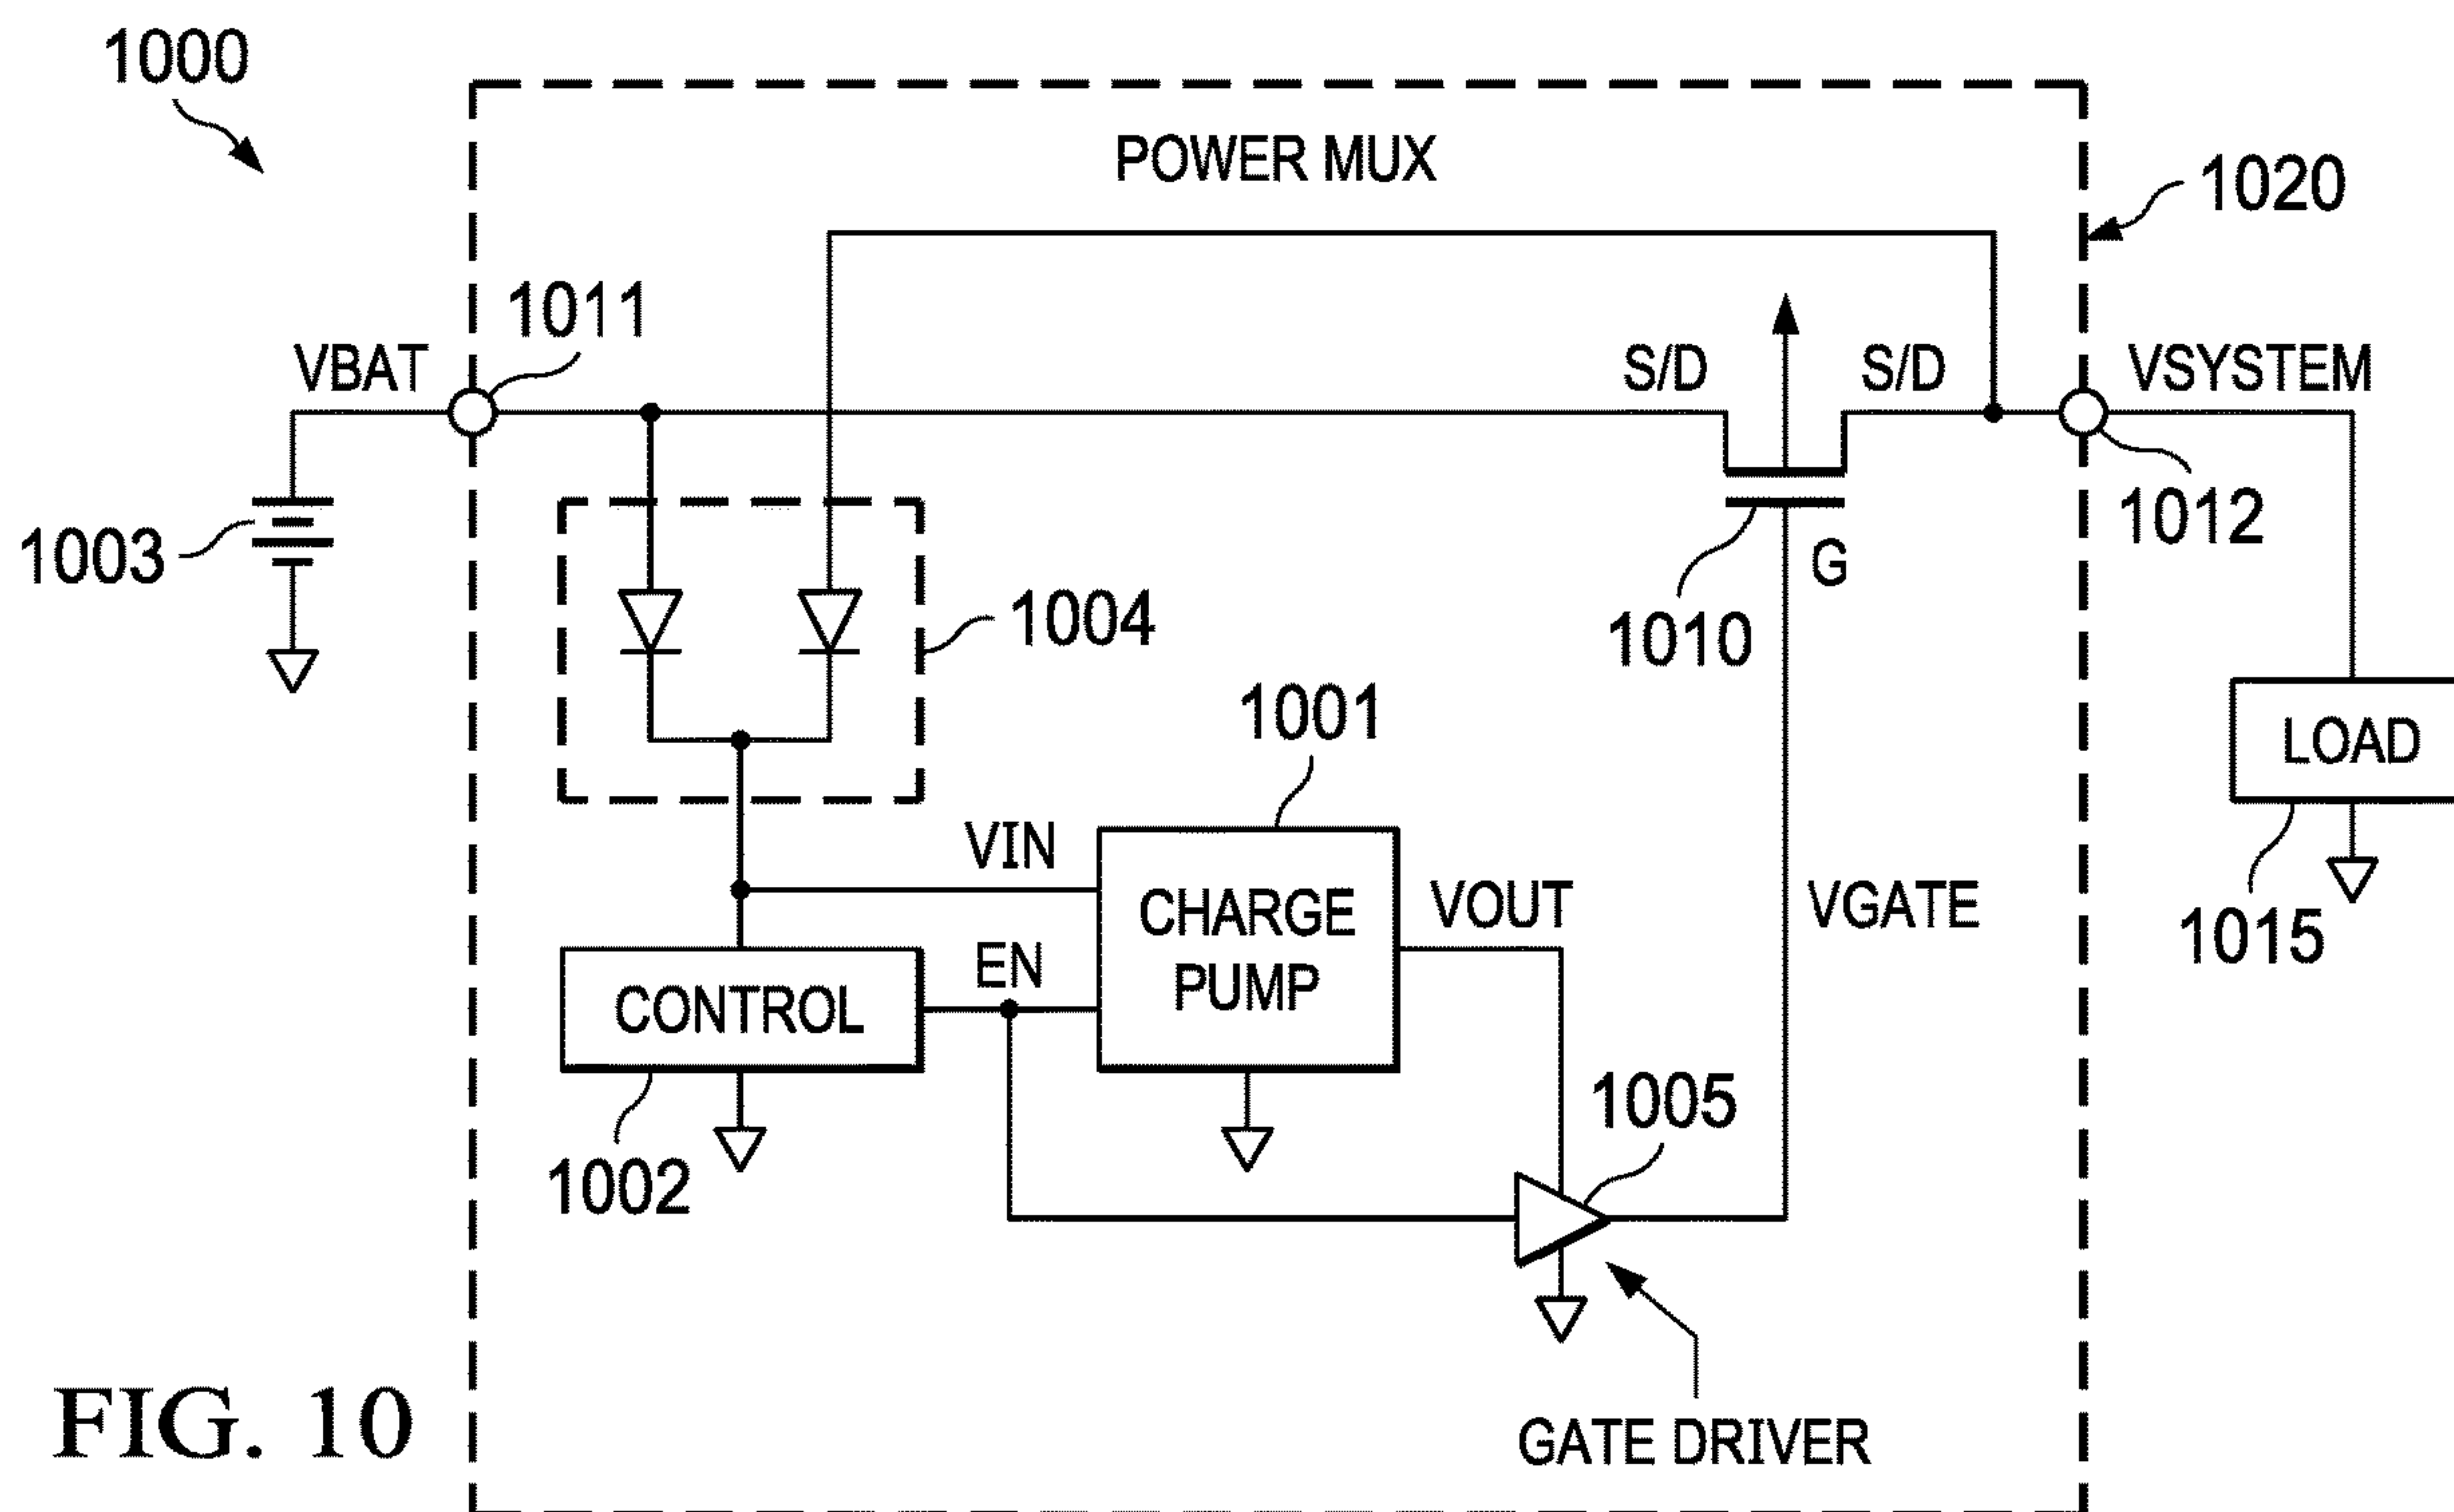 1000
POWER MUX
1020
1011
VBAT
S/D
S/D
VSYSTEM
1003
1012
G
1004
1010
1001
LOAD
VIN
CHARGE
PUMP
VOUT
VGATE
1015
EN
CONTROL
1005
1002
FIG. 10
GATE DRIVER